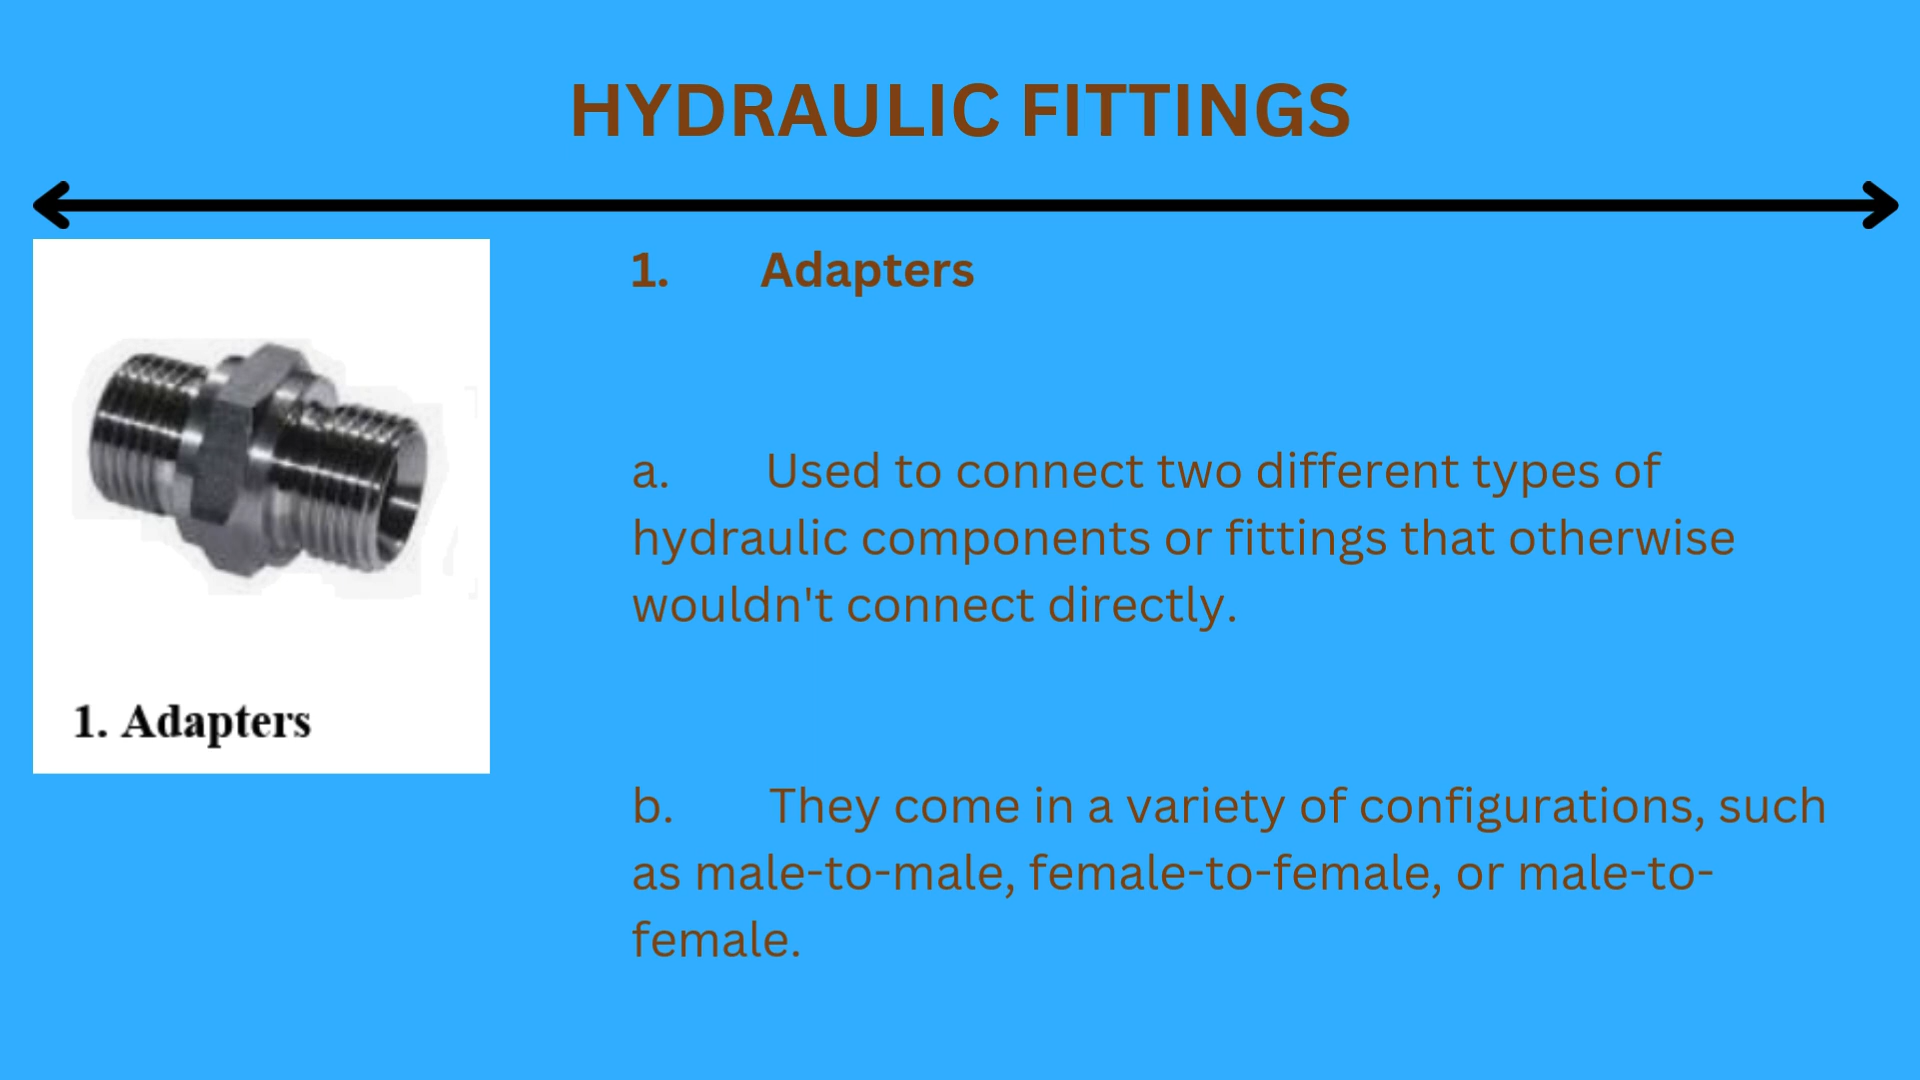 HYDRAULIC FITTINGS
1. Adapters
1. Adapters
a. Used to connect two different types of
hydraulic components or fittings that otherwise
wouldn't connect directly.
b. They come in a variety of configurations, such
as male-to-male, female-to-female, or male-to-
female.